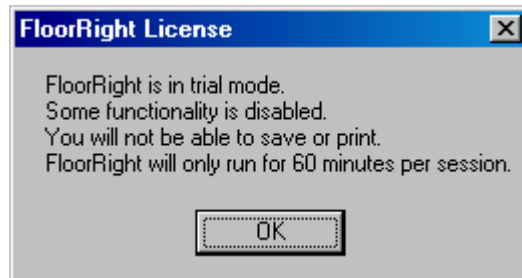 FloorRight License
FloorRight is in trial mode.
Some functionality is disabled.
You will not be able to save or print.
FloorRight will only run for 60 minutes per session.
OK